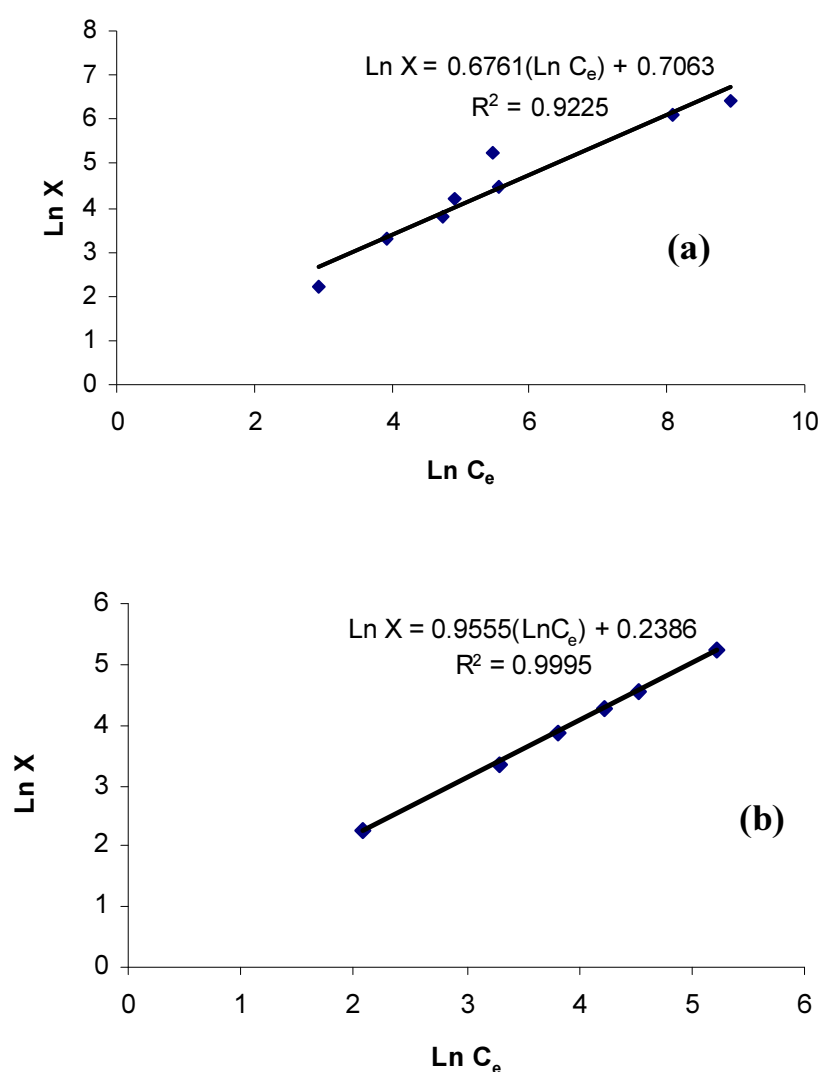 8
7
6
5
4
3
2
1
0
Ln X
Ln X = 0.6761(Ln Cₑ) + 0.7063
R² = 0.9225
(a)
0 2 4 6 8 10
Ln Cₑ
6
5
4
3
2
1
0
Ln X
Ln X = 0.9555(LnCₑ) + 0.2386
R² = 0.9995
(b)
0 1 2 3 4 5 6
Ln Cₑ